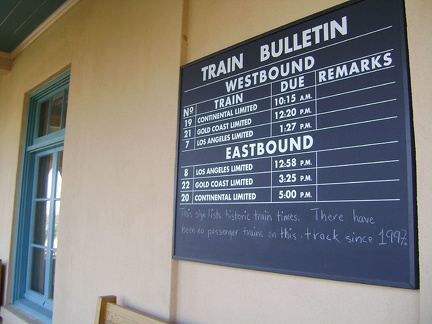 TRAIN BULLETIN
WESTBOUND
Nº TRAIN DUE REMARKS
19 CONTINENTAL LIMITED 10:15 A.M.
21 GOLD COAST LIMITED 12:20 P.M.
7 LOS ANGELES LIMITED 1:27 P.M.
EASTBOUND
8 LOS ANGELES LIMITED 12:58 P.M.
22 GOLD COAST LIMITED 3:25 P.M.
20 CONTINENTAL LIMITED 5:00 P.M.
This sign lists historic train times. There have
been no passenger trains on this track since 1997.